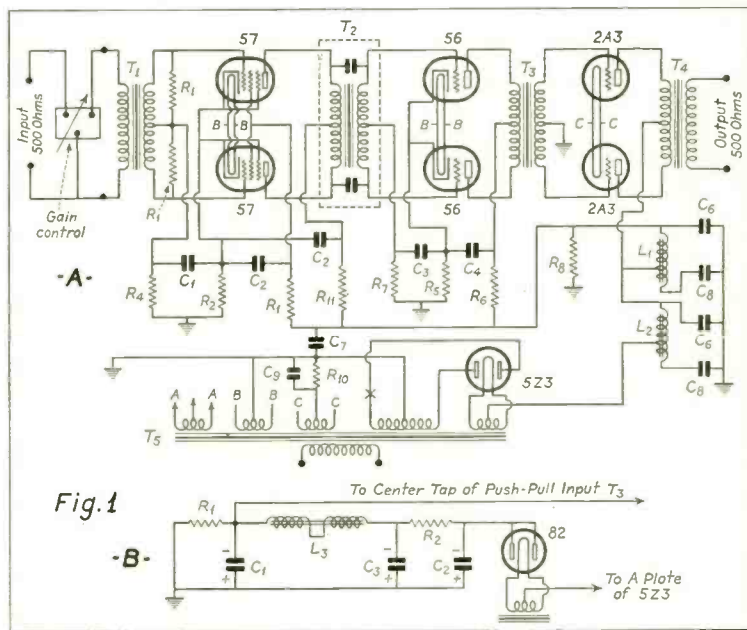 57
T2
56
2A3
T1
R1
T3
T4
Input
500 Ohms
B
B
B
B
C
C
Output
500 Ohms
R1
57
56
2A3
Gain
control
C6
-A-
C2
R8
L1
C1
C2
C3
C4
C8
R4
R2
R1
R11
R7
R5
R6
L2
C6
C7
C8
C9
R10
5Z3
A
A
B
B
C
C
T5
Fig.1
To Center Tap of Push-Pull Input T3
R1
R2
82
-B-
L3
C1
C3
C2
- 
- 
- 
+
+
+
To A Plate
of 5Z3